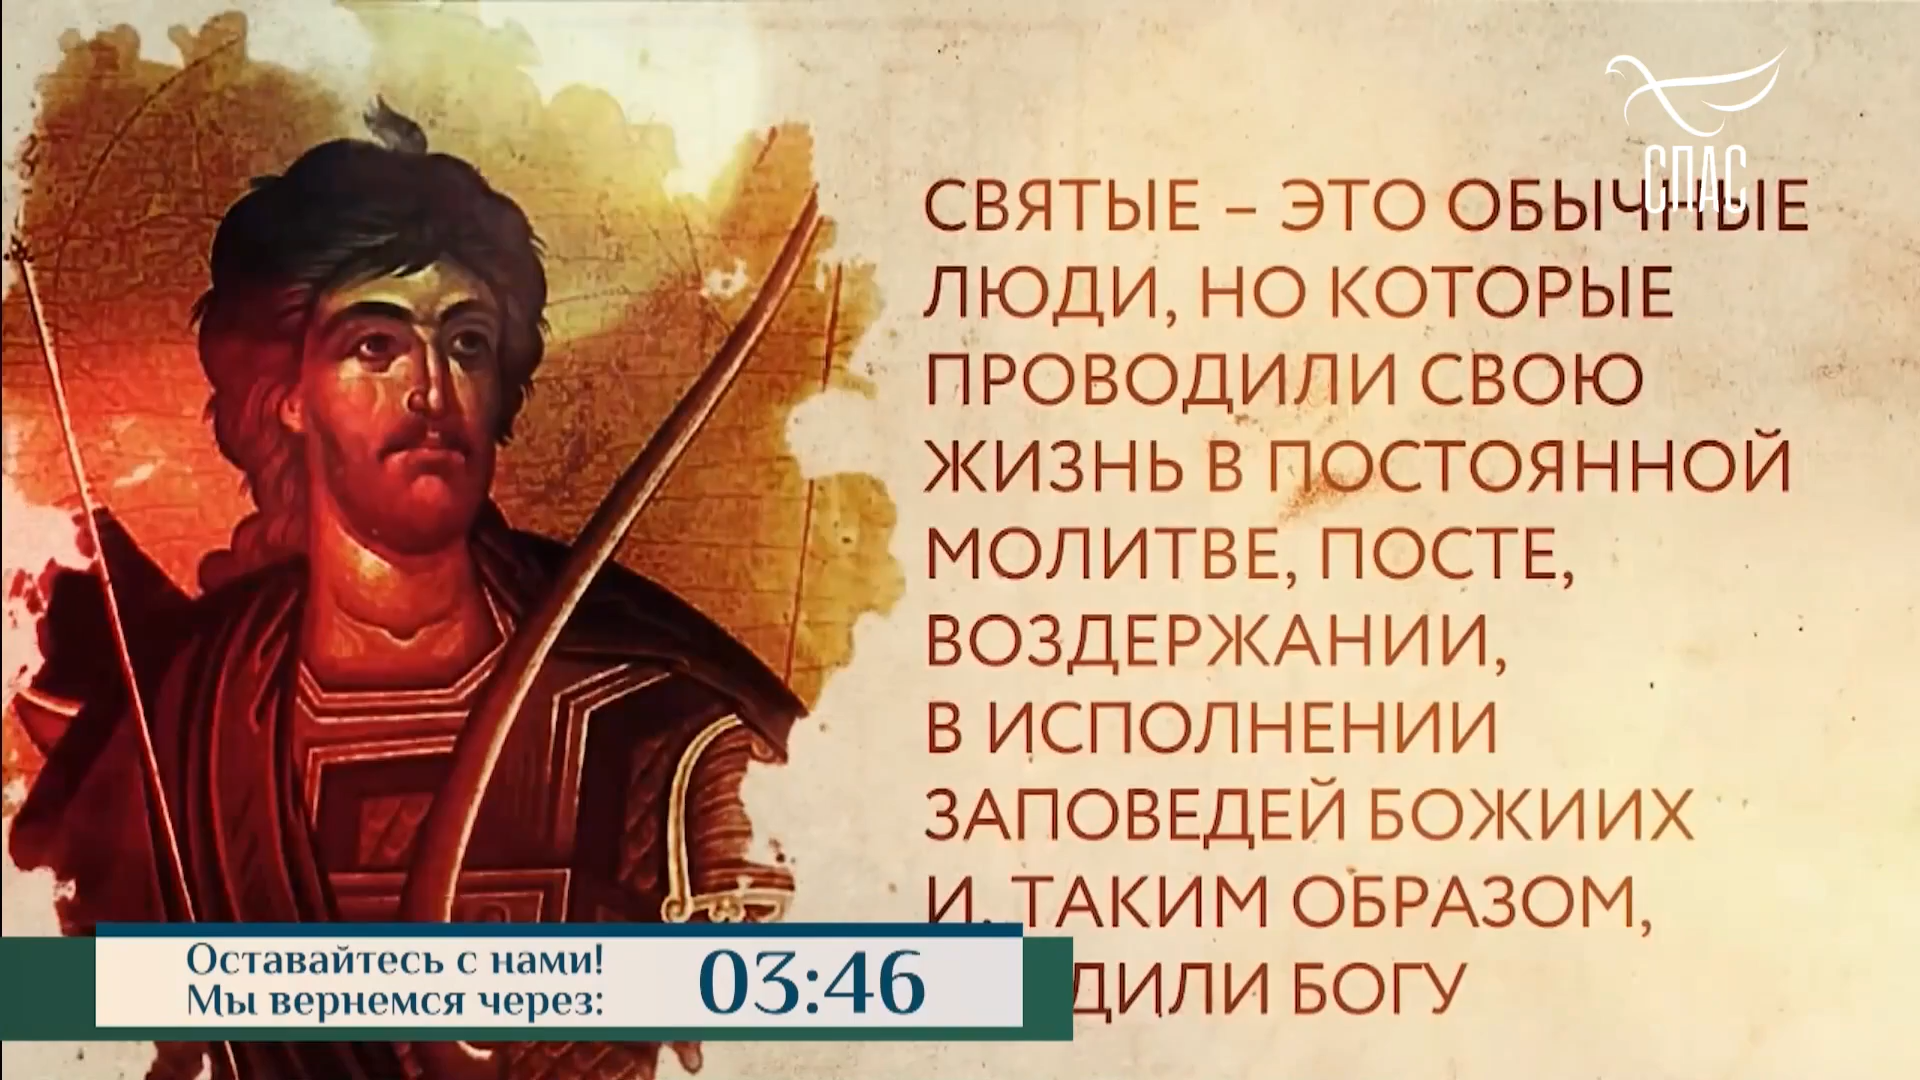 СПАС
СВЯТЫЕ – ЭТО ОБЫЧНЫЕ
ЛЮДИ, НО КОТОРЫЕ
ПРОВОДИЛИ СВОЮ
ЖИЗНЬ В ПОСТОЯННОЙ
МОЛИТВЕ, ПОСТЕ,
ВОЗДЕРЖАНИИ,
В ИСПОЛНЕНИИ
ЗАПОВЕДЕЙ БОЖИИХ
И, ТАКИМ ОБРАЗОМ,
БОГУ
Оставайтесь с нами!
Мы вернемся через:
03:46